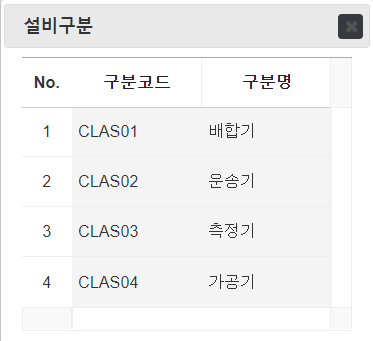 설비구분
No. 구분코드 구분명
1 CLAS01 배합기
2 CLAS02 운송기
3 CLAS03 측정기
4 CLAS04 가공기